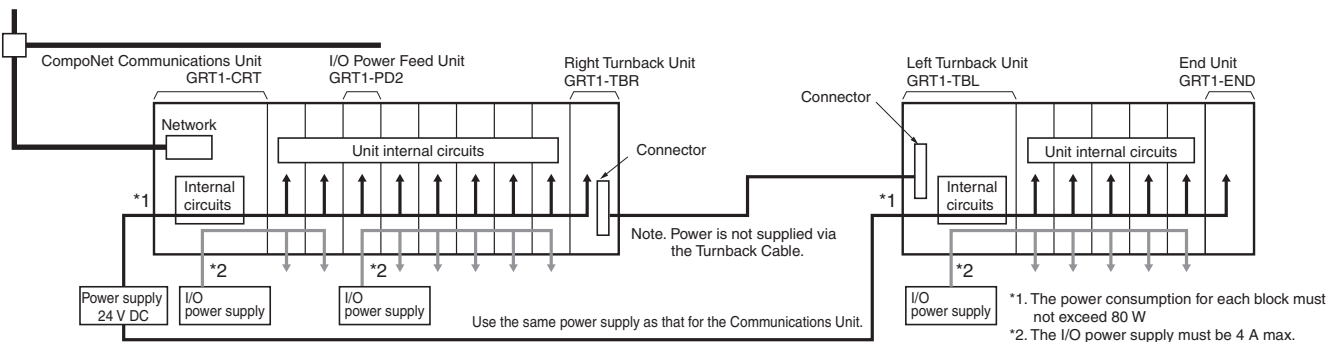 CompoNet Communications Unit
GRT1-CRT
I/O Power Feed Unit
GRT1-PD2
Right Turnback Unit
GRT1-TBR
Left Turnback Unit
GRT1-TBL
End Unit
GRT1-END
Connector
Network
Unit internal circuits
Connector
Unit internal circuits
*1
Internal
circuits
*1
Internal
circuits
Note. Power is not supplied via
the Turnback Cable.
*2
*2
*2
Power supply
24 V DC
I/O
power supply
I/O
power supply
Use the same power supply as that for the Communications Unit.
I/O
power supply
*1. The power consumption for each block must
not exceed 80 W
*2. The I/O power supply must be 4 A max.